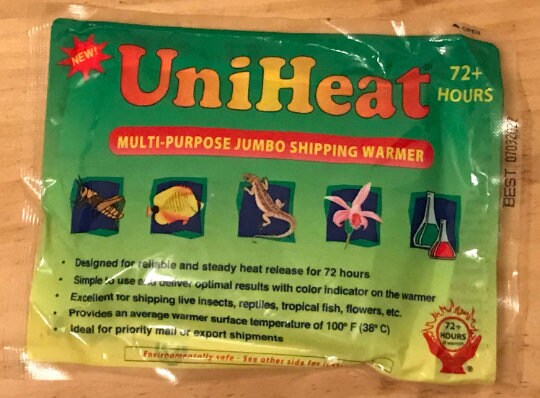 ▲ OPEN
NEW!
UniHeat
72+
HOURS
MULTI-PURPOSE JUMBO SHIPPING WARMER
BEST
• Designed for reliable and steady heat release for 72 hours
• Simple to use and deliver optimal results with color indicator on the warmer
• Excellent for shipping live insects, reptiles, tropical fish, flowers, etc.
• Provides an average warmer surface temperature of 100° F (38° C)
• Ideal for priority mail or export shipments
72+
HOURS
of warmth
®
Environmentally safe - See other side for